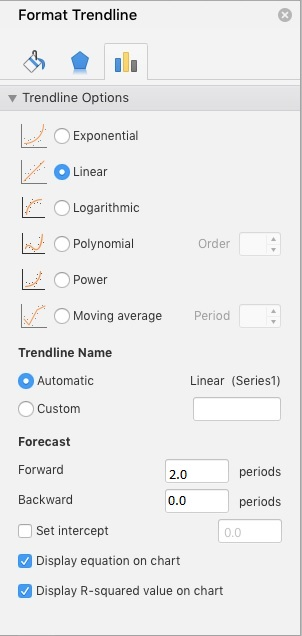 Format Trendline
Trendline Options
Exponential
Linear
Logarithmic
Polynomial Order
Power
Moving average Period
Trendline Name
Automatic Linear (Series1)
Custom
Forecast
Forward 2.0 periods
Backward 0.0 periods
Set intercept 0.0
Display equation on chart
Display R-squared value on chart